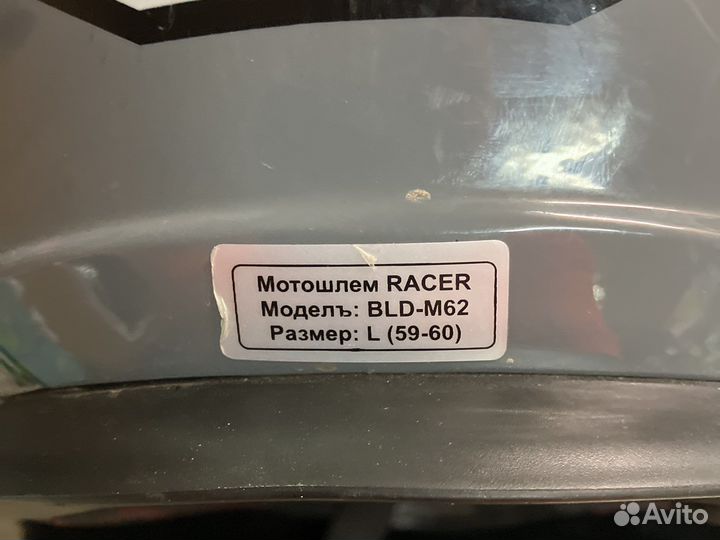 Мотошлем RACER
Моделъ: BLD-M62
Размер: L (59-60)
Avito